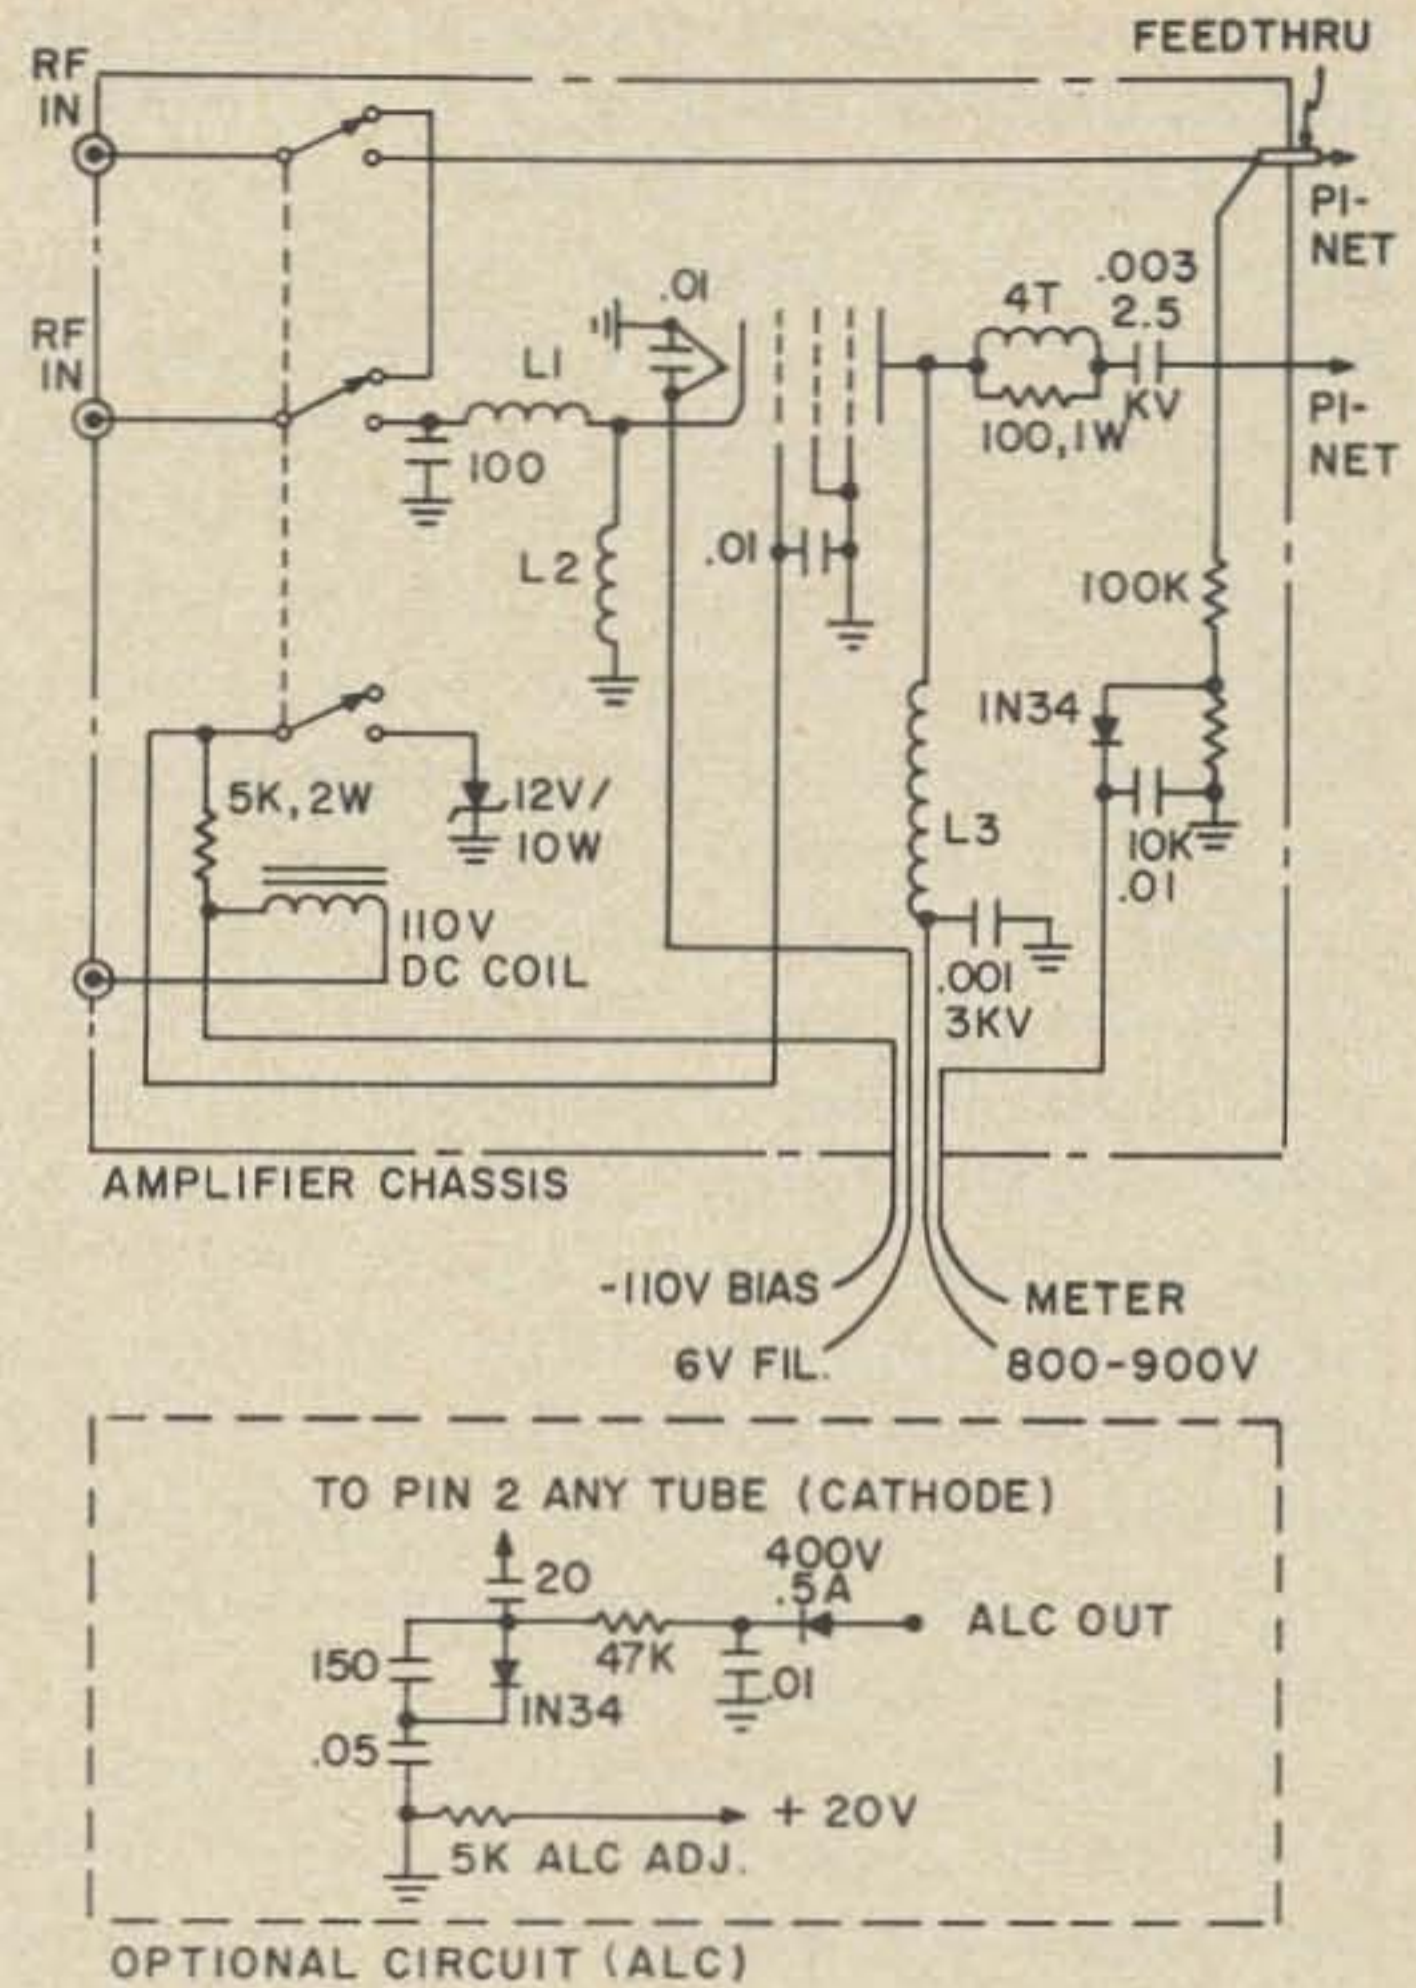 FEEDTHRU
RF
IN
PI-
NET
RF
IN
.01
L1
4T
.003
2.5
KV
100,1W
PI-
NET
100
.01
L2
100K
1N34
5K,2W
12V/
10W
L3
10K
.01
110V
DC COIL
.001
3KV
AMPLIFIER CHASSIS
-110V BIAS
METER
6V FIL.
800-900V
TO PIN 2 ANY TUBE (CATHODE)
400V
.5A
20
ALC OUT
47K
150
1N34
.01
.05
+ 20V
5K ALC ADJ.
OPTIONAL CIRCUIT (ALC)